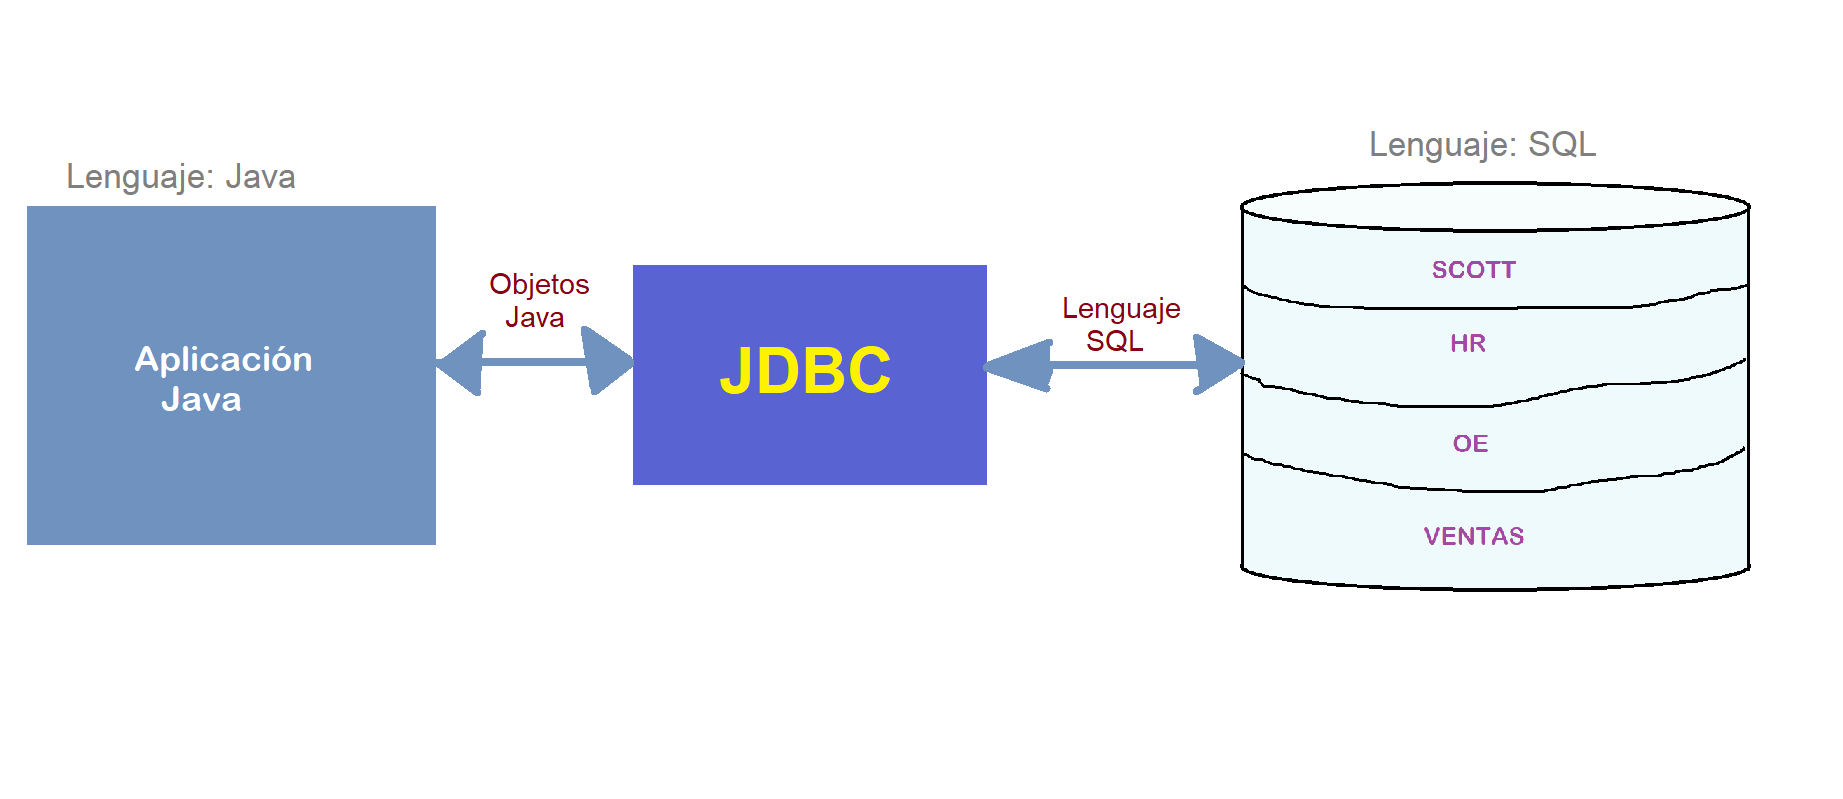 Lenguaje: Java
Aplicación
Java
Objetos
Java
JDBC
Lenguaje
SQL
Lenguaje: SQL
SCOTT
HR
OE
VENTAS